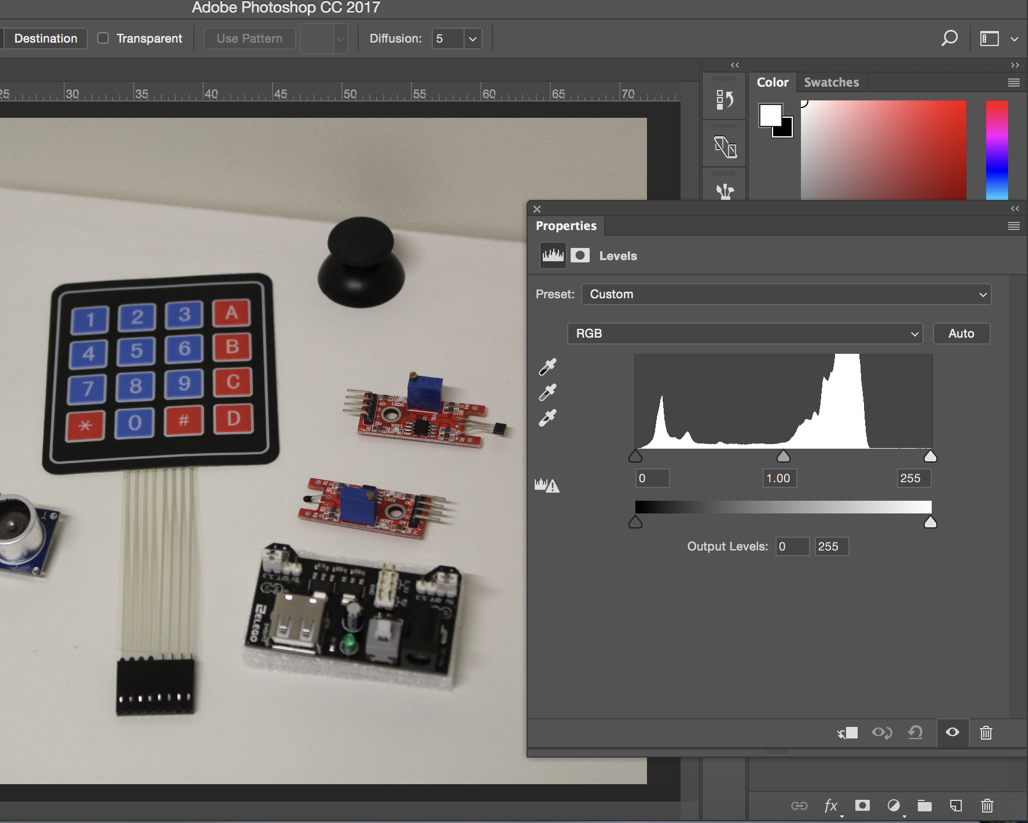 Adobe Photoshop CC 2017
Destination Transparent Use Pattern Diffusion: 5
25 30 35 40 45 50 55 60 65 70
Color Swatches
Properties
Levels
Preset: Custom
RGB Auto
0 1.00 255
Output Levels: 0 255
fx
1 2 3 A
4 5 6 B
7 8 9 C
* 0 # D
ELEGOO